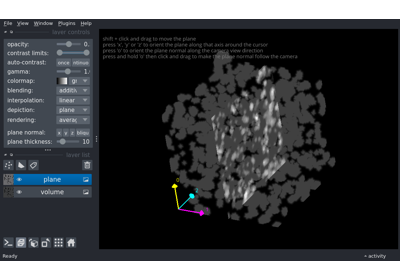 File View Window Plugins Help
layer controls
opacity: 0.
contrast limits:
auto-contrast: once
gamma: 1.
colormap: gr
blending: additiv
interpolation: linear
depiction: plane
rendering: averag
plane normal: x y z
plane thickness: 10
layer list
plane
volume
Ready
activity
shift + click and drag to move the plane
press 'x', 'y' or 'z' to orient the plane along that axis around the cursor
press 'o' to orient the plane normal along the camera view direction
press and hold 'o' then click and drag to make the plane normal follow the camera
0
2